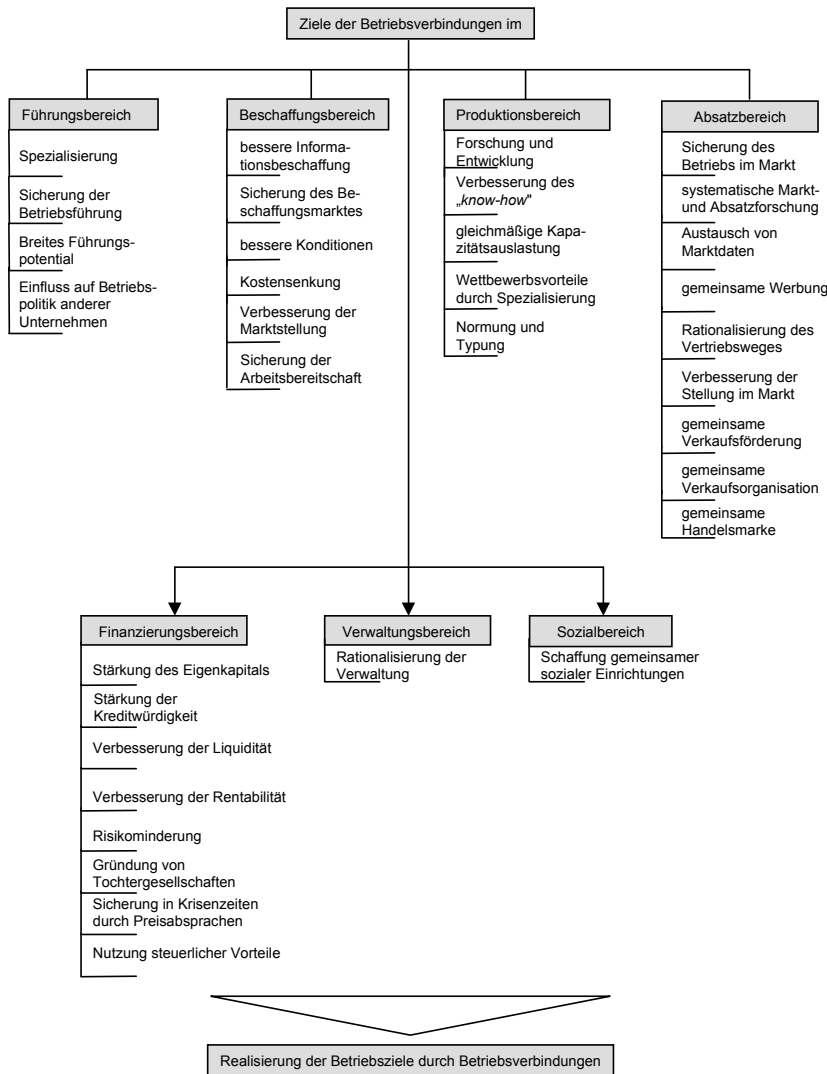 Ziele der Betriebsverbindungen im
Führungsbereich
Spezialisierung
Sicherung der
Betriebsführung
Breites Führungs-
potential
Einfluss auf Betriebs-
politik anderer
Unternehmen
Beschaffungsbereich
bessere Informa-
tionsbeschaffung
Sicherung des Be-
schaffungsmarktes
bessere Konditionen
Kostensenkung
Verbesserung der
Marktstellung
Sicherung der
Arbeitsbereitschaft
Produktionsbereich
Forschung und
Entwicklung
Verbesserung des
„know-how"
gleichmäßige Kapa-
zitätsauslastung
Wettbewerbsvorteile
durch Spezialisierung
Normung und
Typung
Absatzbereich
Sicherung des
Betriebs im Markt
systematische Markt-
und Absatzforschung
Austausch von
Marktdaten
gemeinsame Werbung
Rationalisierung des
Vertriebsweges
Verbesserung der
Stellung im Markt
gemeinsame
Verkaufsförderung
gemeinsame
Verkaufsorganisation
gemeinsame
Handelsmarke
Finanzierungsbereich
Stärkung des Eigenkapitals
Stärkung der
Kreditwürdigkeit
Verbesserung der Liquidität
Verbesserung der Rentabilität
Risikominderung
Gründung von
Tochtergesellschaften
Sicherung in Krisenzeiten
durch Preisabsprachen
Nutzung steuerlicher Vorteile
Verwaltungsbereich
Rationalisierung der
Verwaltung
Sozialbereich
Schaffung gemeinsamer
sozialer Einrichtungen
Realisierung der Betriebsziele durch Betriebsverbindungen